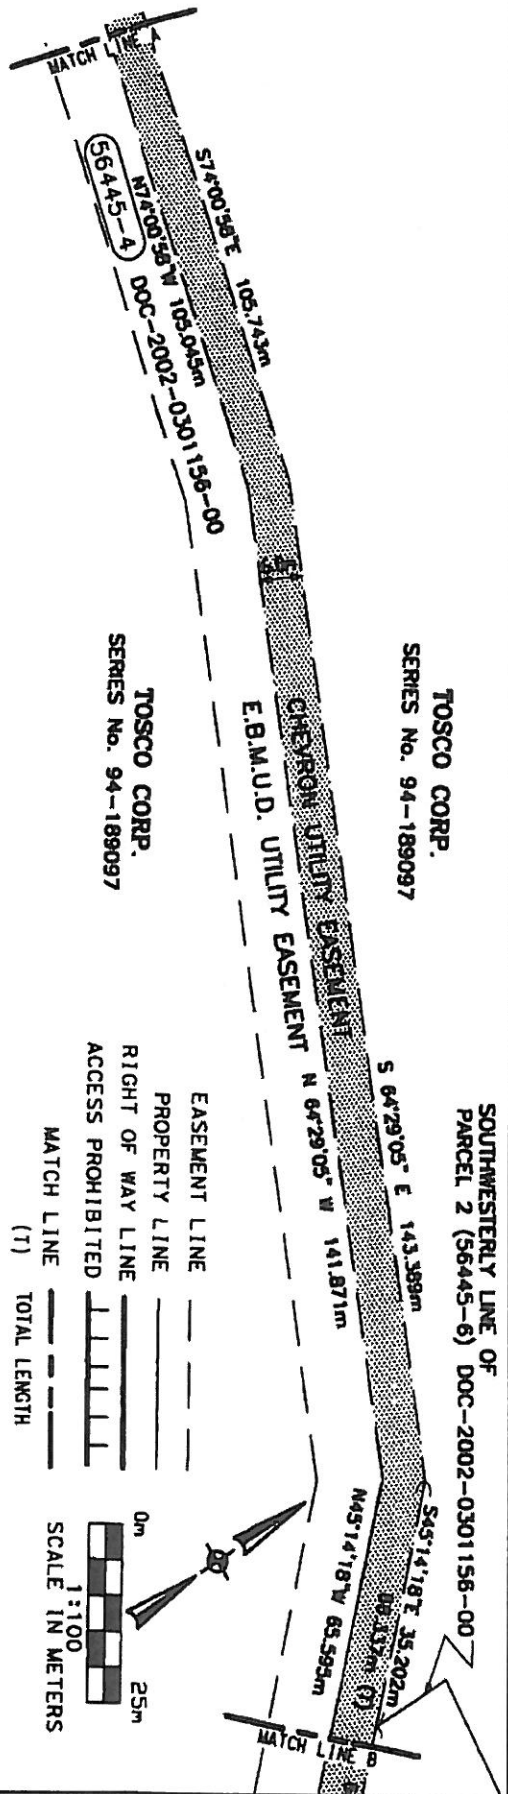 MATCH LINE A
S74°00'58"E 105.743m
N74°00'58"W 105.045m
56445-4
DOC-2002-0301156-00
TOSCO CORP.
SERIES No. 94-189097
CHEVRON UTILITY EASEMENT
E.B.M.U.D. UTILITY EASEMENT
S 64°29'05" E 143.389m
N 64°29'05" W 141.871m
TOSCO CORP.
SERIES No. 94-189097
SOUTHWESTERLY LINE OF
PARCEL 2 (56445-6) DOC-2002-0301156-00
S45°14'18"E 35.202m
(T)
N45°14'18"W 65.595m
MATCH LINE B
EASEMENT LINE
PROPERTY LINE
RIGHT OF WAY LINE
ACCESS PROHIBITED
MATCH LINE
(T) TOTAL LENGTH
0m 25m
1:100
SCALE IN METERS